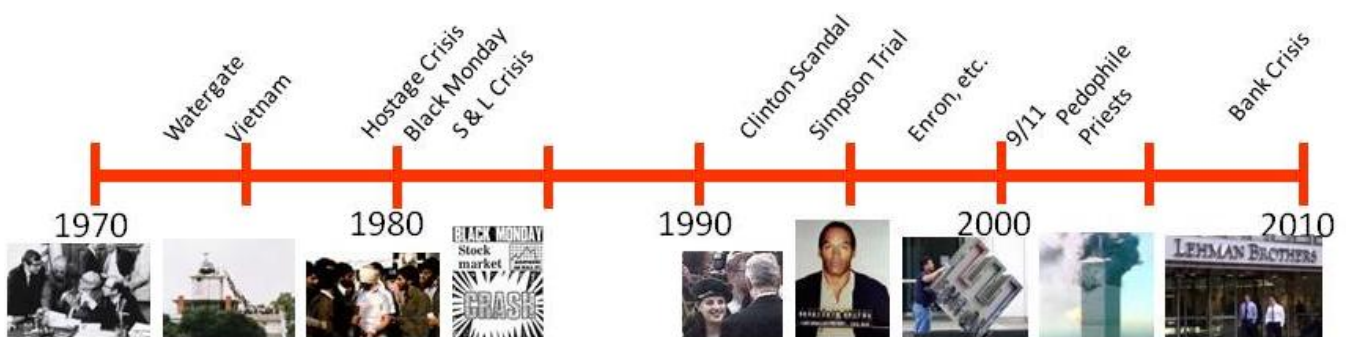 Watergate
Vietnam
Hostage Crisis
Black Monday
S & L Crisis
Clinton Scandal
Simpson Trial
Enron, etc.
9/11
Pedophile
Priests
Bank Crisis
1970
1980
1990
2000
2010
BLACK MONDAY
Stock
market
CRASH
LEHMAN BROTHERS